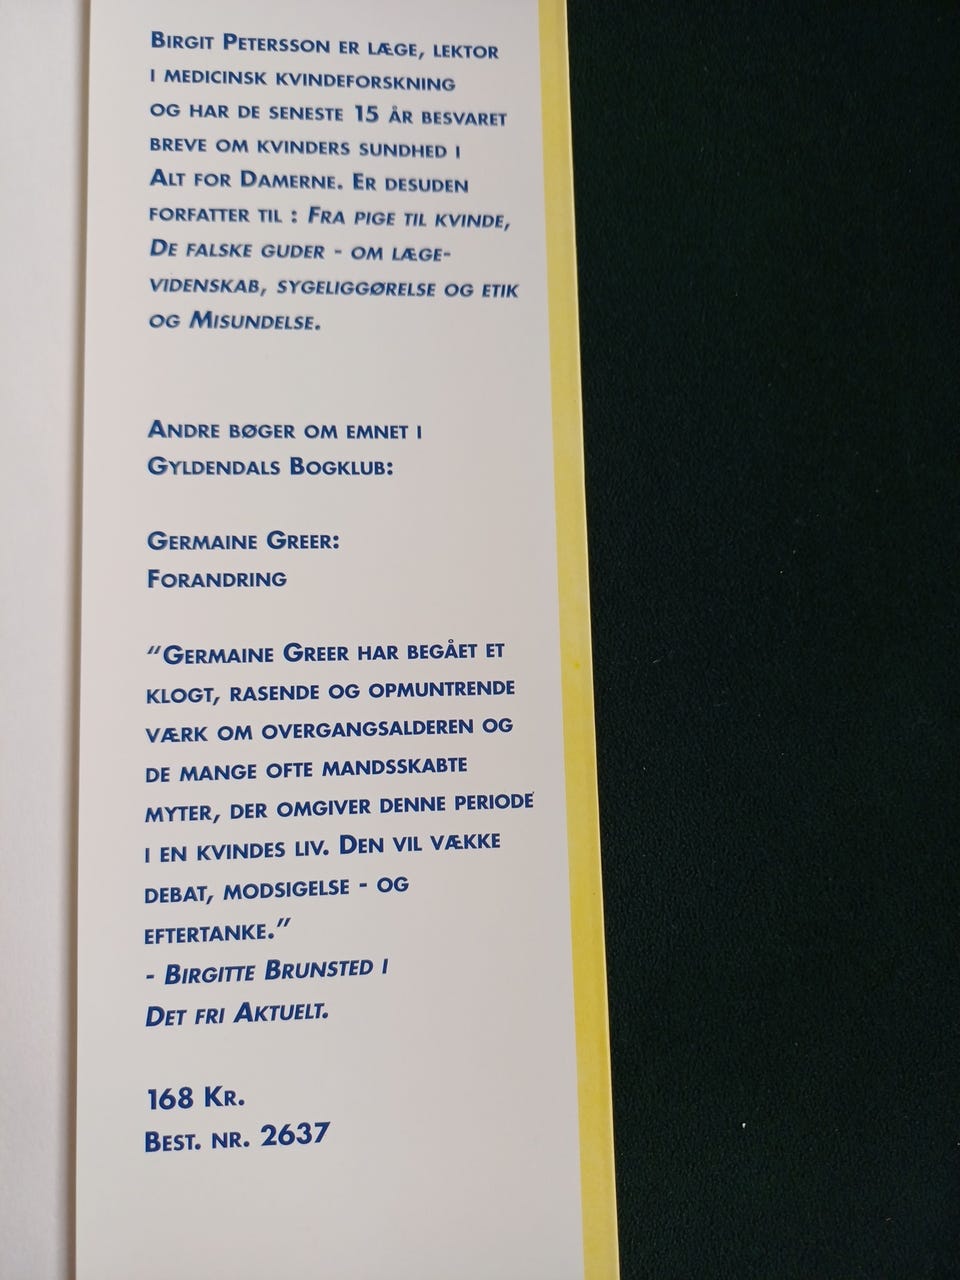 Birgit Petersson er læge, lektor
i medicinsk kvindeforskning
og har de seneste 15 år besvaret
breve om kvinders sundhed i
Alt for Damerne. Er desuden
forfatter til : Fra pige til kvinde,
De falske guder - om læge-
videnskab, sygeliggørelse og etik
og Misundelse.
Andre bøger om emnet i
Gyldendals Bogklub:
Germaine Greer:
Forandring
"Germaine Greer har begået et
klogt, rasende og opmuntrende
værk om overgangsalderen og
de mange ofte mandsskabte
myter, der omgiver denne periode
i en kvindes liv. Den vil vække
debat, modsigelse - og
eftertanke."
- Birgitte Brunsted i
Det fri Aktuelt.
168 Kr.
Best. nr. 2637